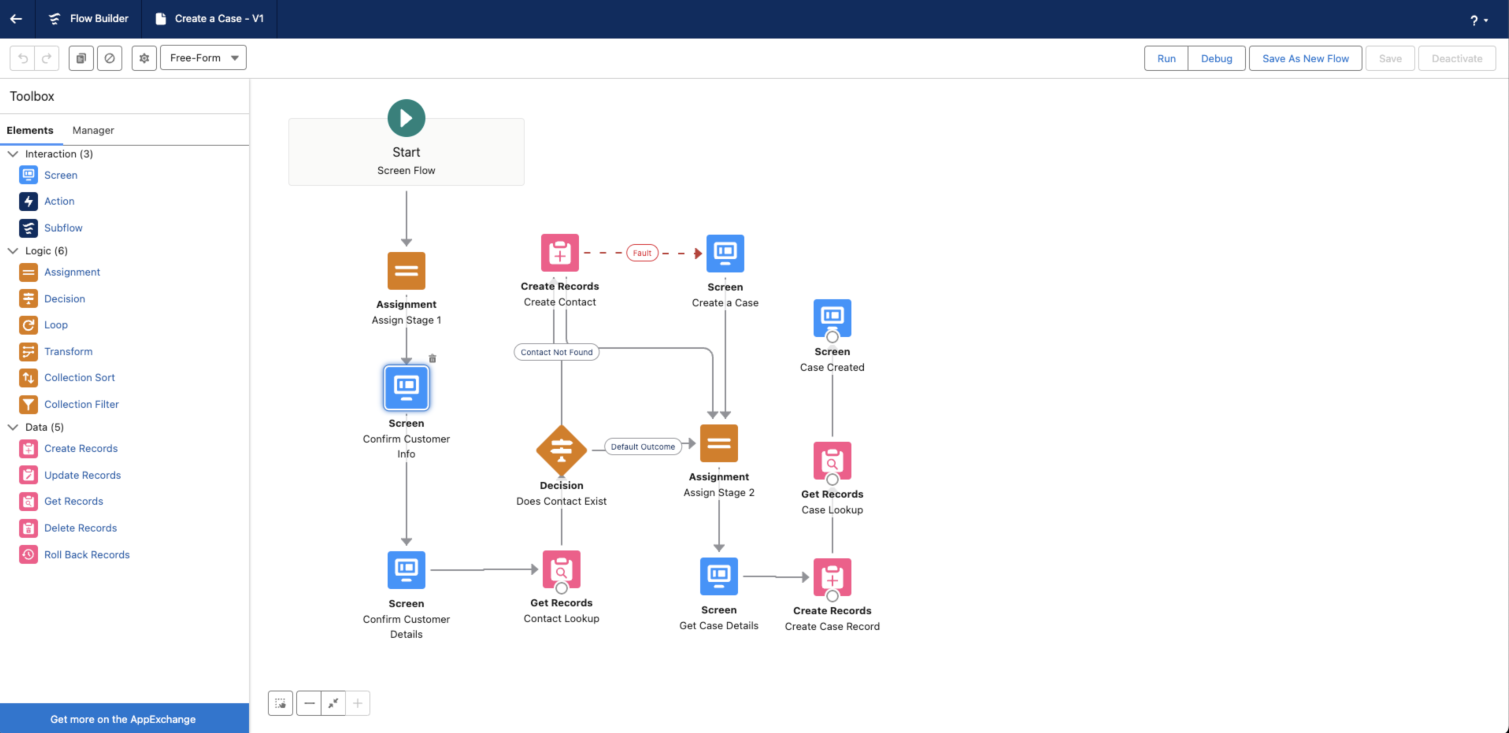 Flow Builder
Create a Case - V1
?
Free-Form
Run
Debug
Save As New Flow
Save
Deactivate
Toolbox
Elements
Manager
Interaction (3)
Screen
Action
Subflow
Logic (6)
Assignment
Decision
Loop
Transform
Collection Sort
Collection Filter
Data (5)
Create Records
Update Records
Get Records
Delete Records
Roll Back Records
Get more on the AppExchange
Start
Screen Flow
Assignment
Assign Stage 1
Screen
Confirm Customer
Info
Screen
Confirm Customer
Details
Create Records
Create Contact
Fault
Screen
Create a Case
Contact Not Found
Decision
Does Contact Exist
Default Outcome
Get Records
Contact Lookup
Assignment
Assign Stage 2
Screen
Get Case Details
Screen
Case Created
Get Records
Case Lookup
Create Records
Create Case Record